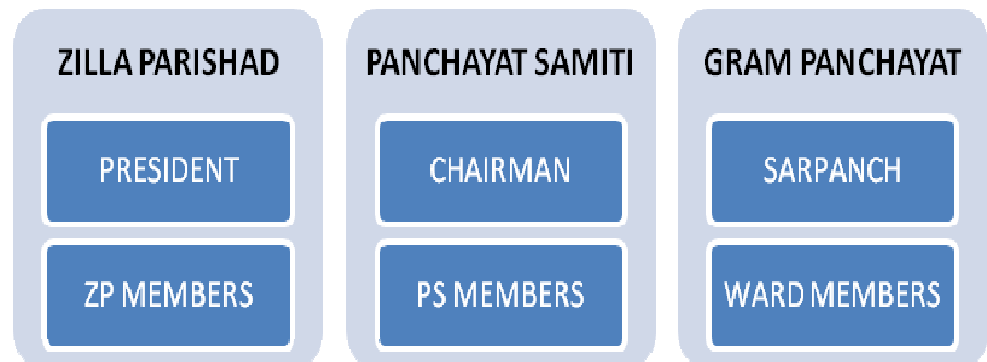 ZILLA PARISHAD
PRESIDENT
ZP MEMBERS
PANCHAYAT SAMITI
CHAIRMAN
PS MEMBERS
GRAM PANCHAYAT
SARPANCH
WARD MEMBERS